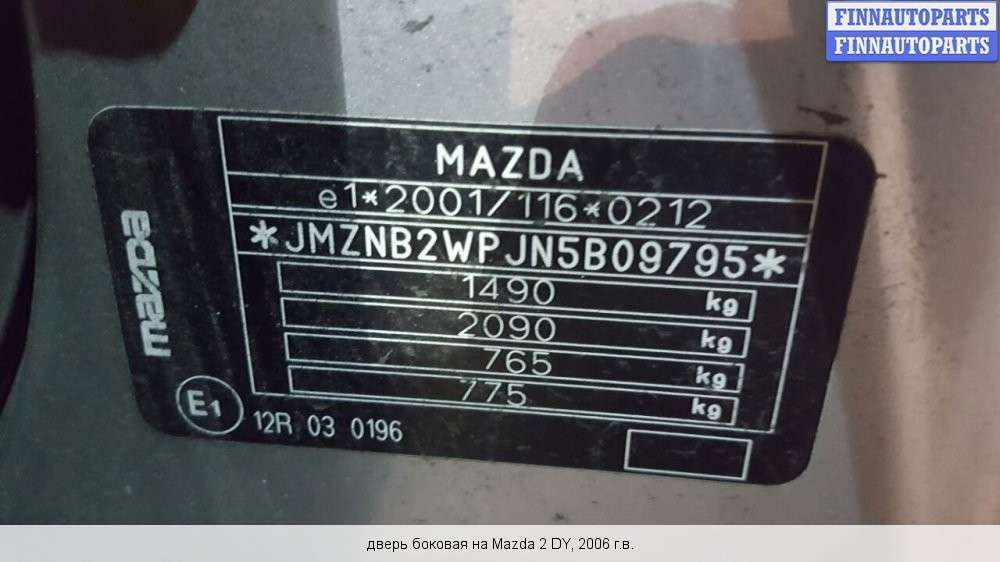 FINNAUTOPARTS
FINNAUTOPARTS
MAZDA
e1*2001/116*0212
*JMZNB2WPJN5B09795*
1490 kg
2090 kg
765 kg
775 kg
mazda
E1 12R 03 0196
дверь боковая на Mazda 2 DY, 2006 г.в.